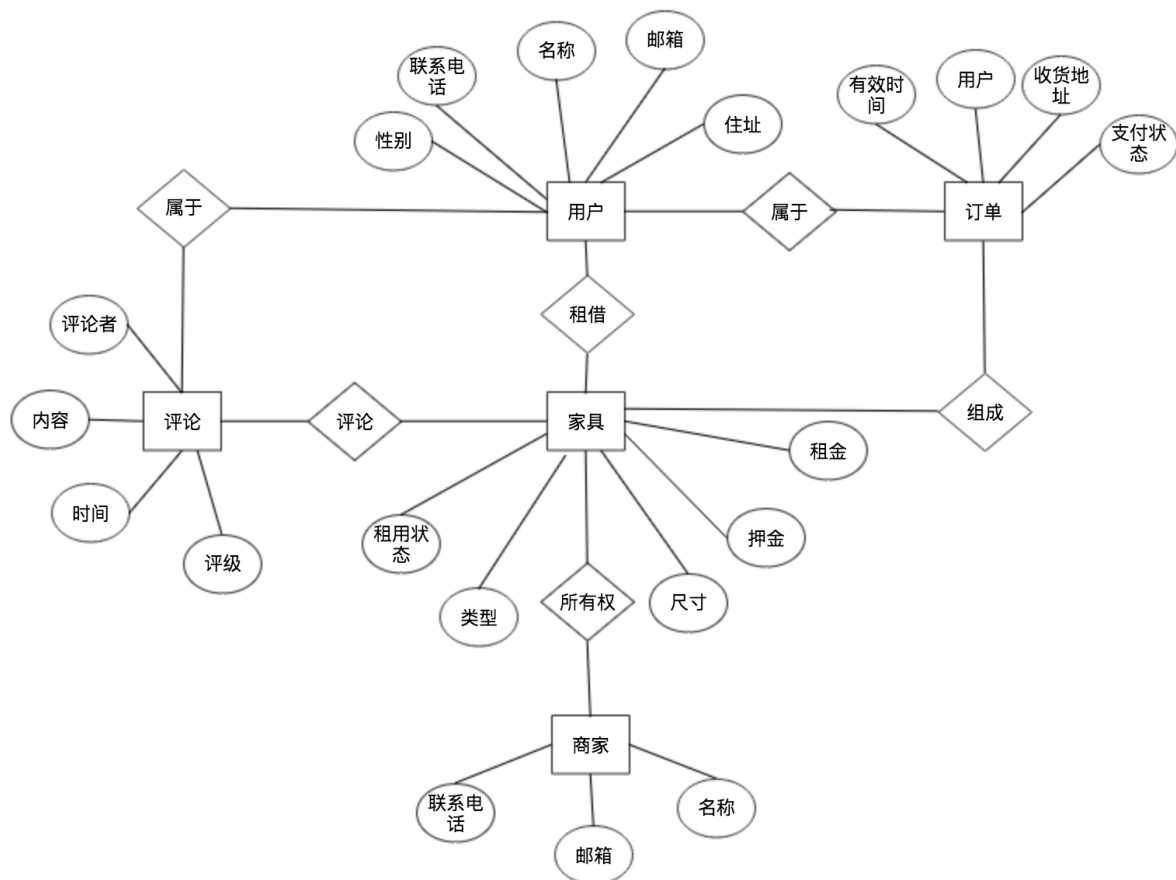 名称
邮箱
联系电
话
有效时
间
用户
收货地
址
性别
住址
支付状
态
属于
用户
属于
订单
租借
评论者
内容
评论
评论
家具
组成
租金
时间
评级
租用状
态
押金
类型
所有权
尺寸
商家
联系电
话
名称
邮箱